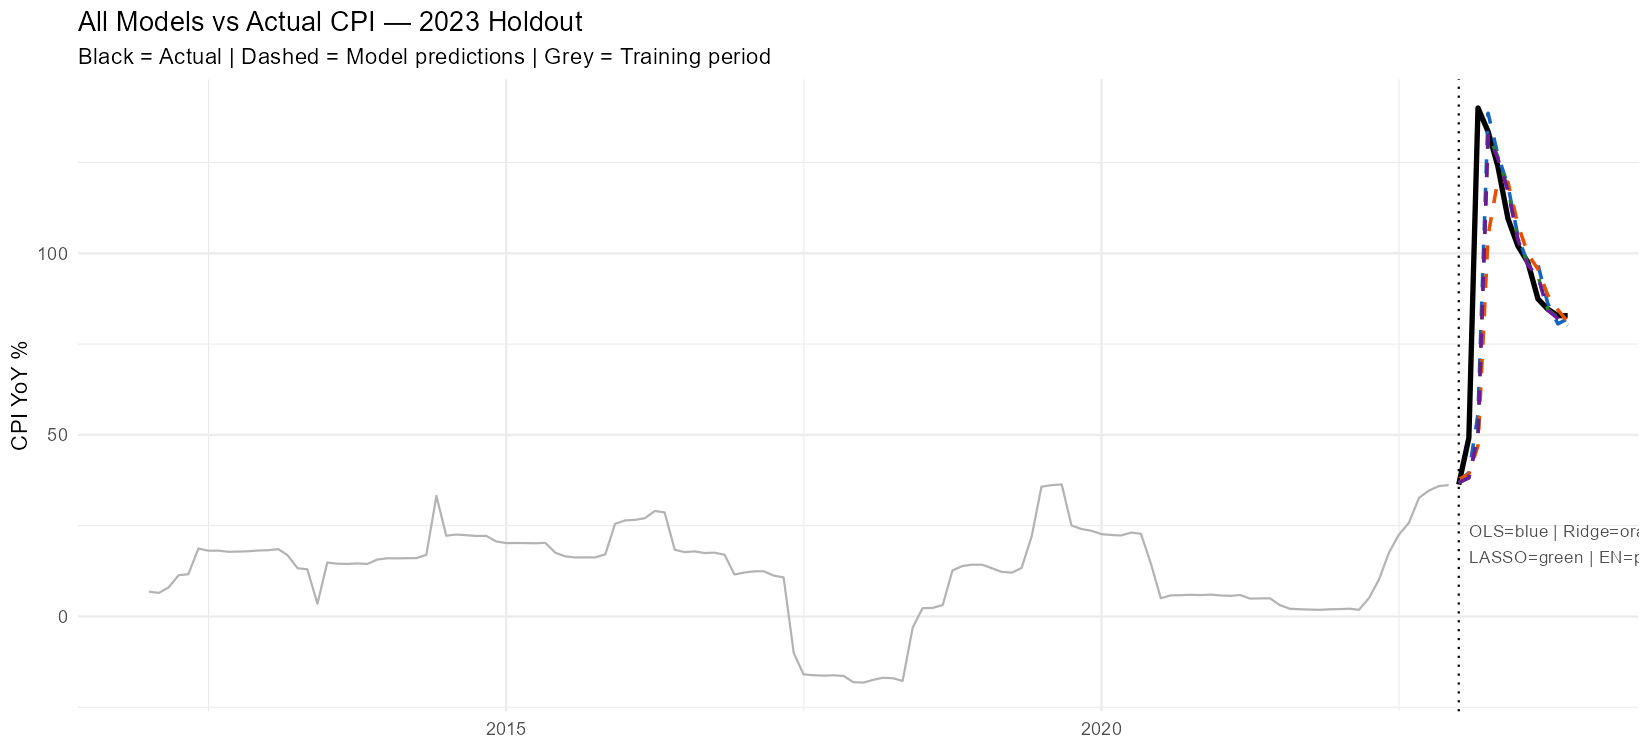 All Models vs Actual CPI — 2023 Holdout
Black = Actual | Dashed = Model predictions | Grey = Training period
CPI YoY %
100
50
0
2015
2020
OLS=blue | Ridge=ora
LASSO=green | EN=p